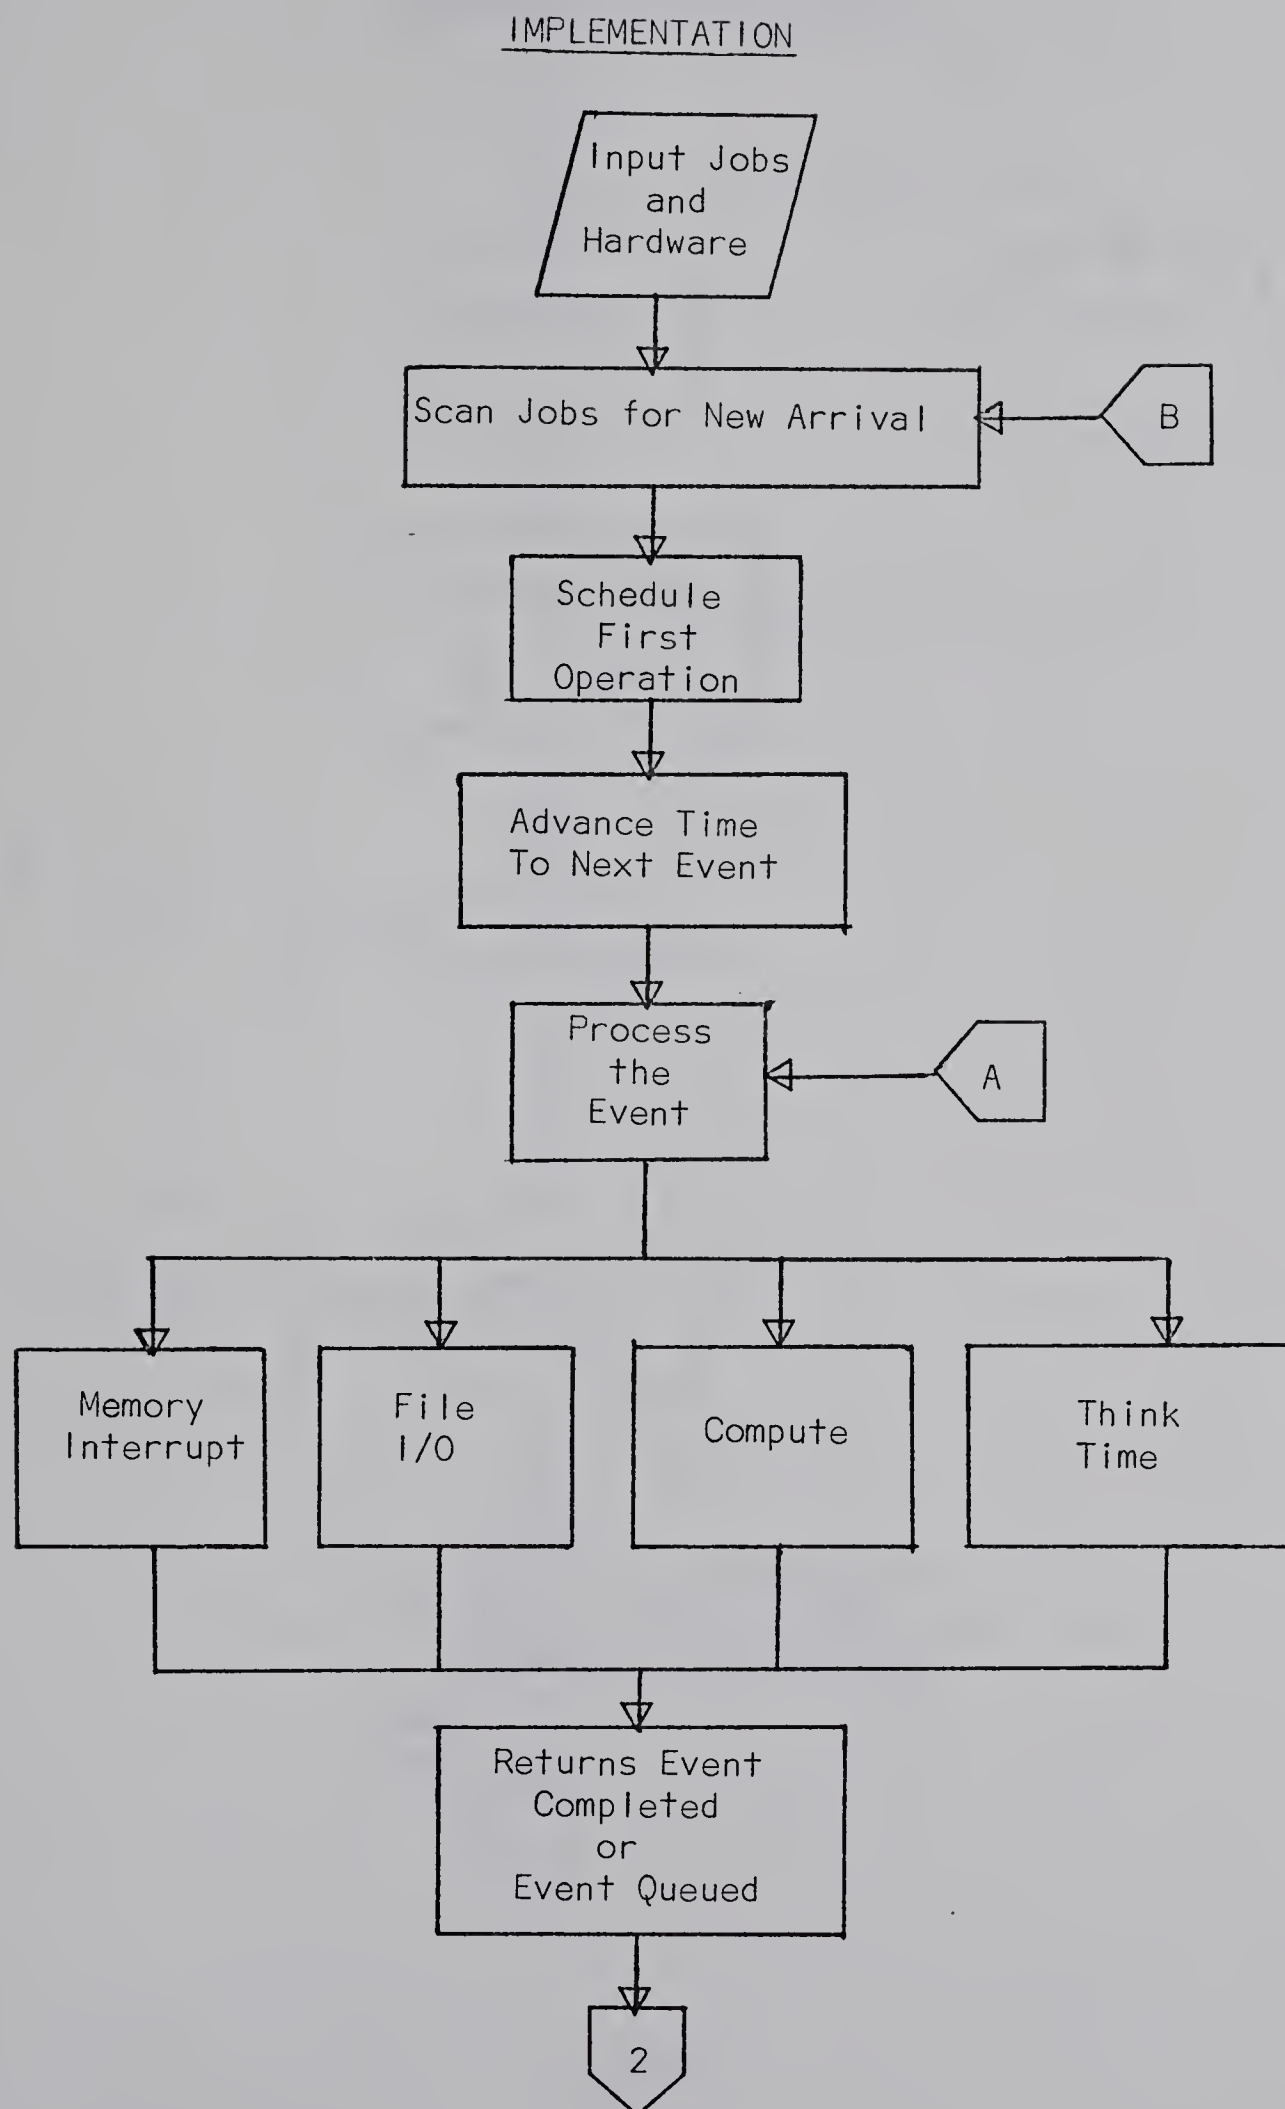 IMPLEMENTATION
Input Jobs
and
Hardware
Scan Jobs for New Arrival
B
Schedule
First
Operation
Advance Time
To Next Event
Process
the
Event
A
Memory
Interrupt
File
I/O
Compute
Think
Time
Returns Event
Completed
or
Event Queued
2